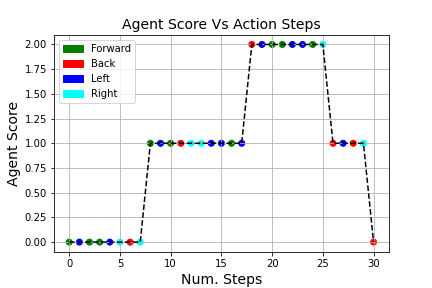 Agent Score Vs Action Steps
Forward
Back
Left
Right
Agent Score
2.00
1.75
1.50
1.25
1.00
0.75
0.50
0.25
0.00
0 5 10 15 20 25 30
Num. Steps